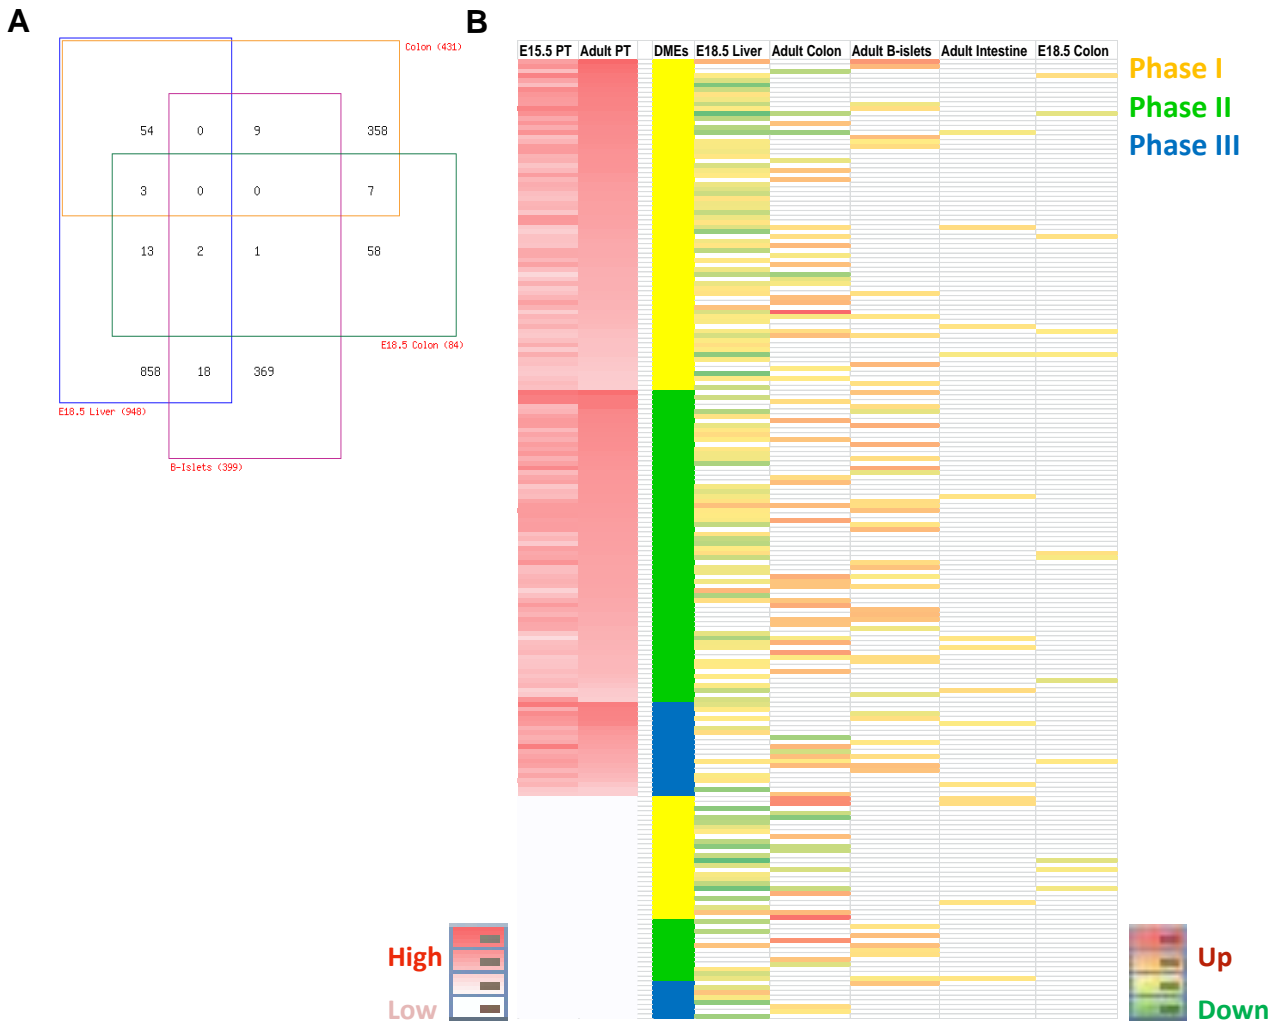 A
B
Colon (431)
54 0 9 358
3 0 0 7
13 2 1 58
E18.5 Colon (84)
858 18 369
E18.5 Liver (948)
B-Islets (399)
E15.5 PT Adult PT DMEs E18.5 Liver Adult Colon Adult B-islets Adult Intestine E18.5 Colon
Phase I
Phase II
Phase III
High
Low
Up
Down